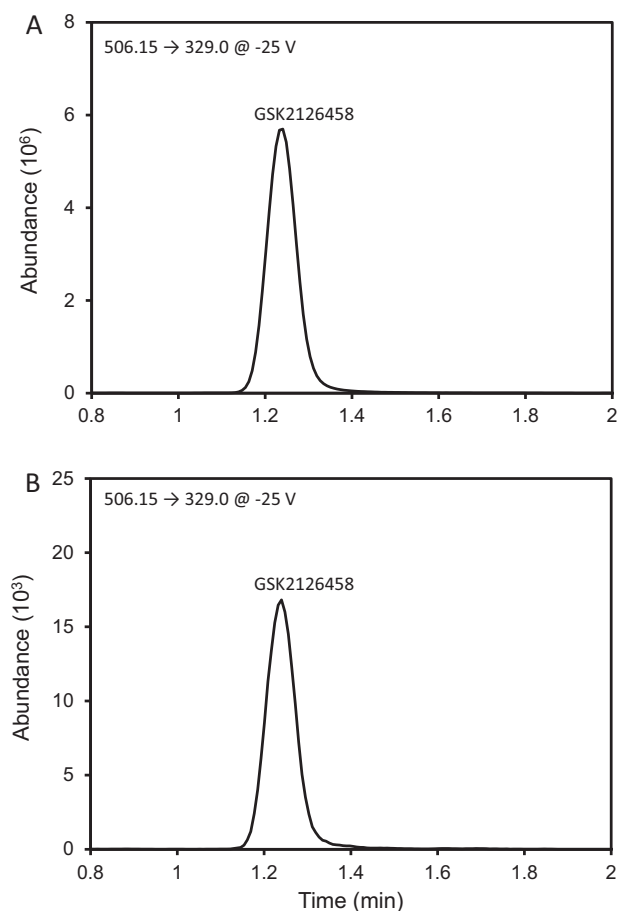 A
506.15 → 329.0 @ -25 V
GSK2126458
Abundance (10⁶)
8
6
4
2
0
0.8 1 1.2 1.4 1.6 1.8 2
B
506.15 → 329.0 @ -25 V
GSK2126458
Abundance (10³)
25
20
15
10
5
0
0.8 1 1.2 1.4 1.6 1.8 2
Time (min)